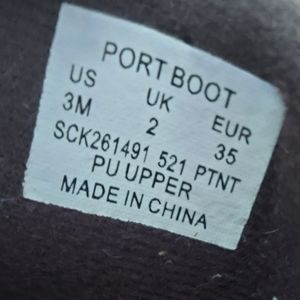 PORT BOOT
US UK EUR
3M 2 35
SCK261491 521 PTNT
PU UPPER
MADE IN CHINA